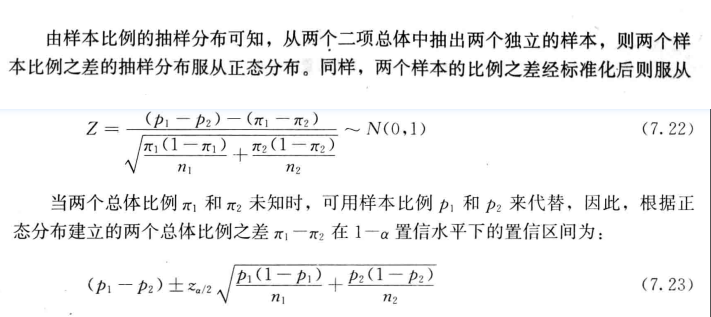 由样本比例的抽样分布可知，从两个二项总体中抽出两个独立的样本，则两个样
本比例之差的抽样分布服从正态分布。同样，两个样本的比例之差经标准化后则服从
Z = \frac{(p_1-p_2)-(\pi_1-\pi_2)}{\sqrt{\frac{\pi_1(1-\pi_1)}{n_1}+\frac{\pi_2(1-\pi_2)}{n_2}}} \sim N(0,1) (7.22)
当两个总体比例 π₁ 和 π₂ 未知时，可用样本比例 p₁ 和 p₂ 来代替，因此，根据正
态分布建立的两个总体比例之差 π₁－π₂ 在 1－α 置信水平下的置信区间为：
(p_1-p_2) \pm z_{\alpha/2}\sqrt{\frac{p_1(1-p_1)}{n_1}+\frac{p_2(1-p_2)}{n_2}} (7.23)